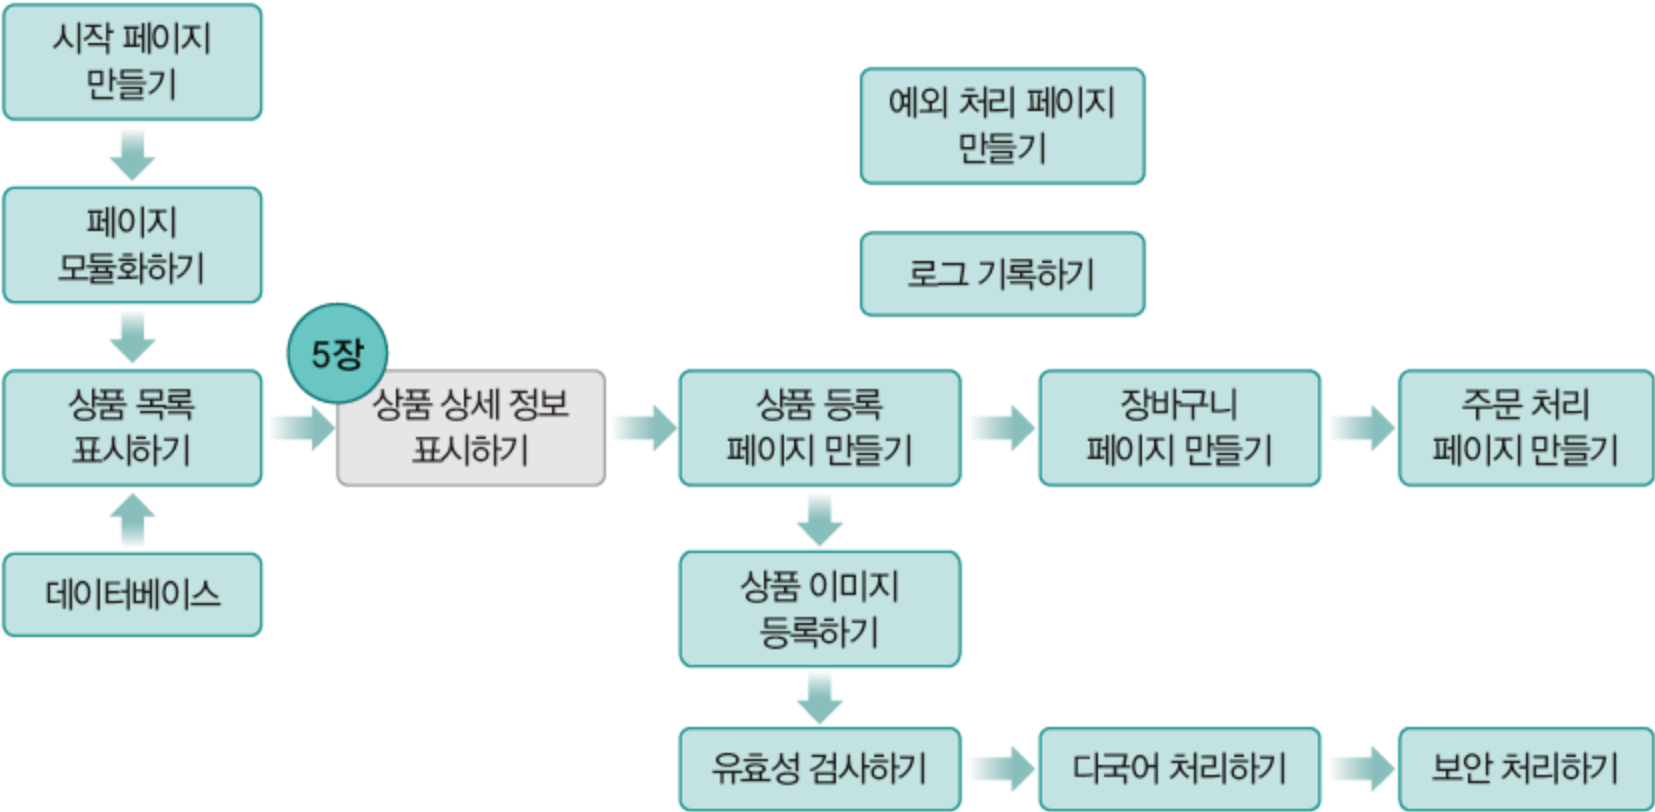 시작 페이지
만들기
예외 처리 페이지
만들기
페이지
모듈화하기
로그 기록하기
5장
상품 목록
표시하기
상품 상세 정보
표시하기
상품 등록
페이지 만들기
장바구니
페이지 만들기
주문 처리
페이지 만들기
데이터베이스
상품 이미지
등록하기
유효성 검사하기
다국어 처리하기
보안 처리하기